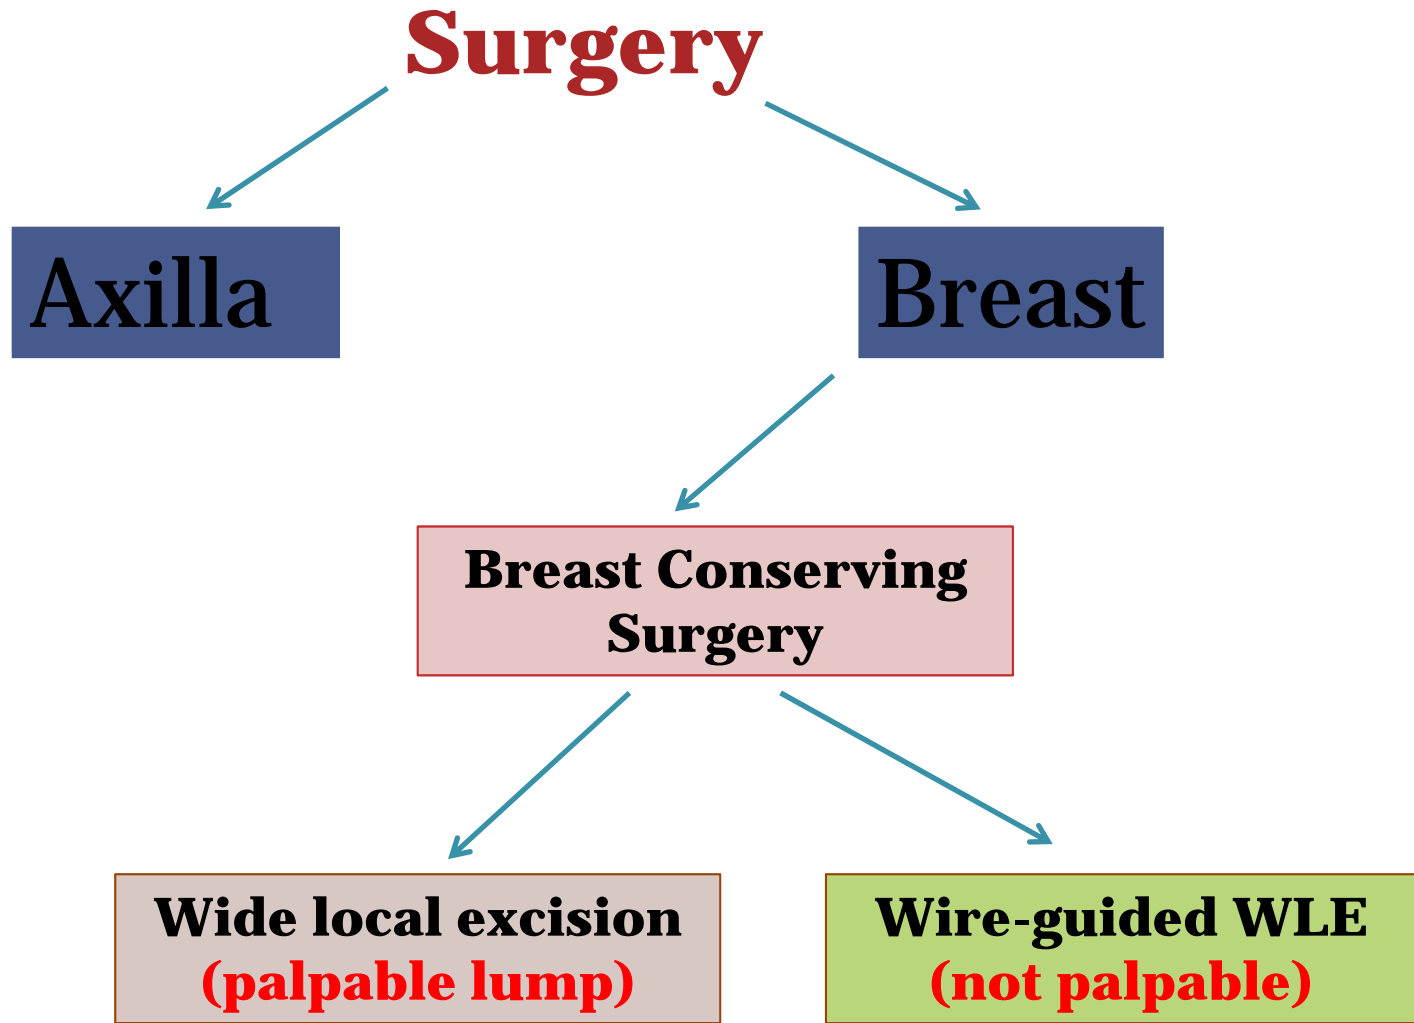 Surgery
Axilla
Breast
Breast Conserving
Surgery
Wide local excision
(palpable lump)
Wire-guided WLE
(not palpable)